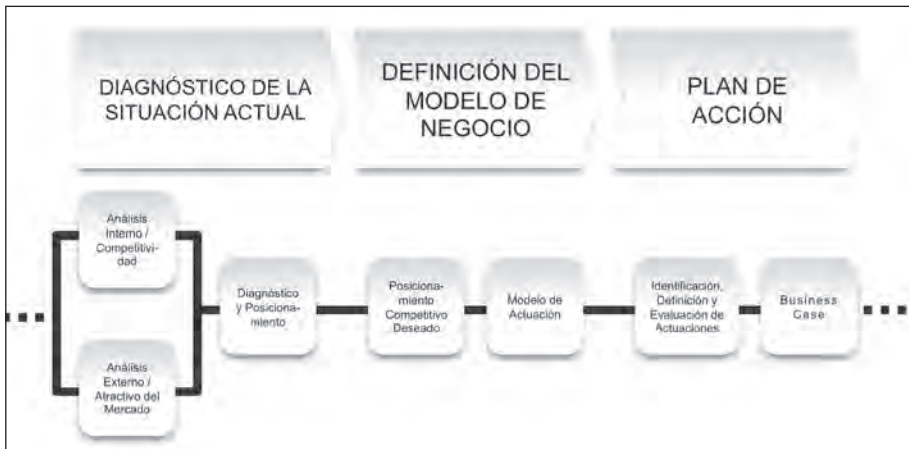 DIAGNÓSTICO DE LA
SITUACIÓN ACTUAL
DEFINICIÓN DEL
MODELO DE
NEGOCIO
PLAN DE
ACCIÓN
Análisis
Interno /
Competitivi-
dad
Análisis
Externo /
Atractivo del
Mercado
Diagnóstico
y Posiciona-
miento
Posiciona-
miento
Competitivo
Deseado
Modelo de
Actuación
Identificación,
Definición y
Evaluación de
Actuaciones
Business
Case